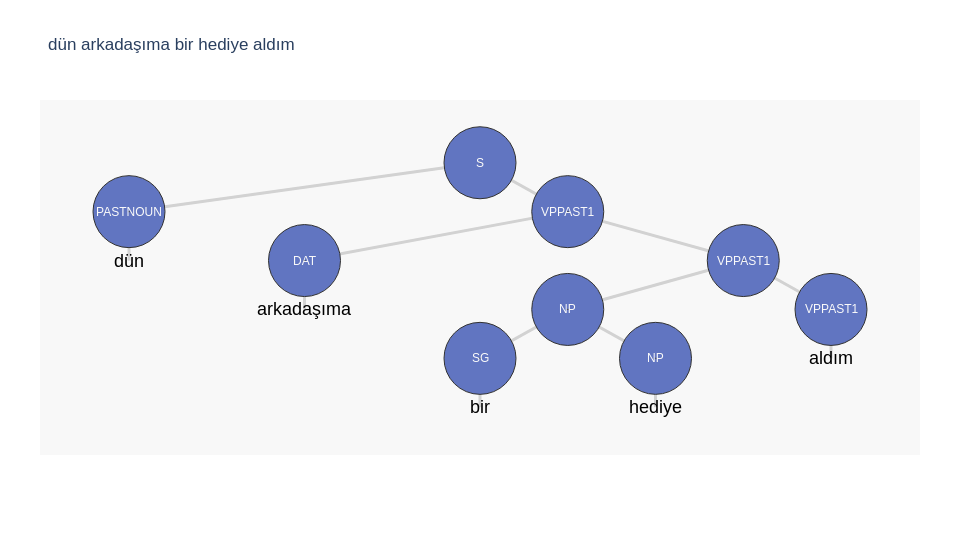 dün arkadaşıma bir hediye aldım
S
PASTNOUN VPPAST1
dün DAT VPPAST1
arkadaşıma NP VPPAST1
SG NP aldım
bir hediye